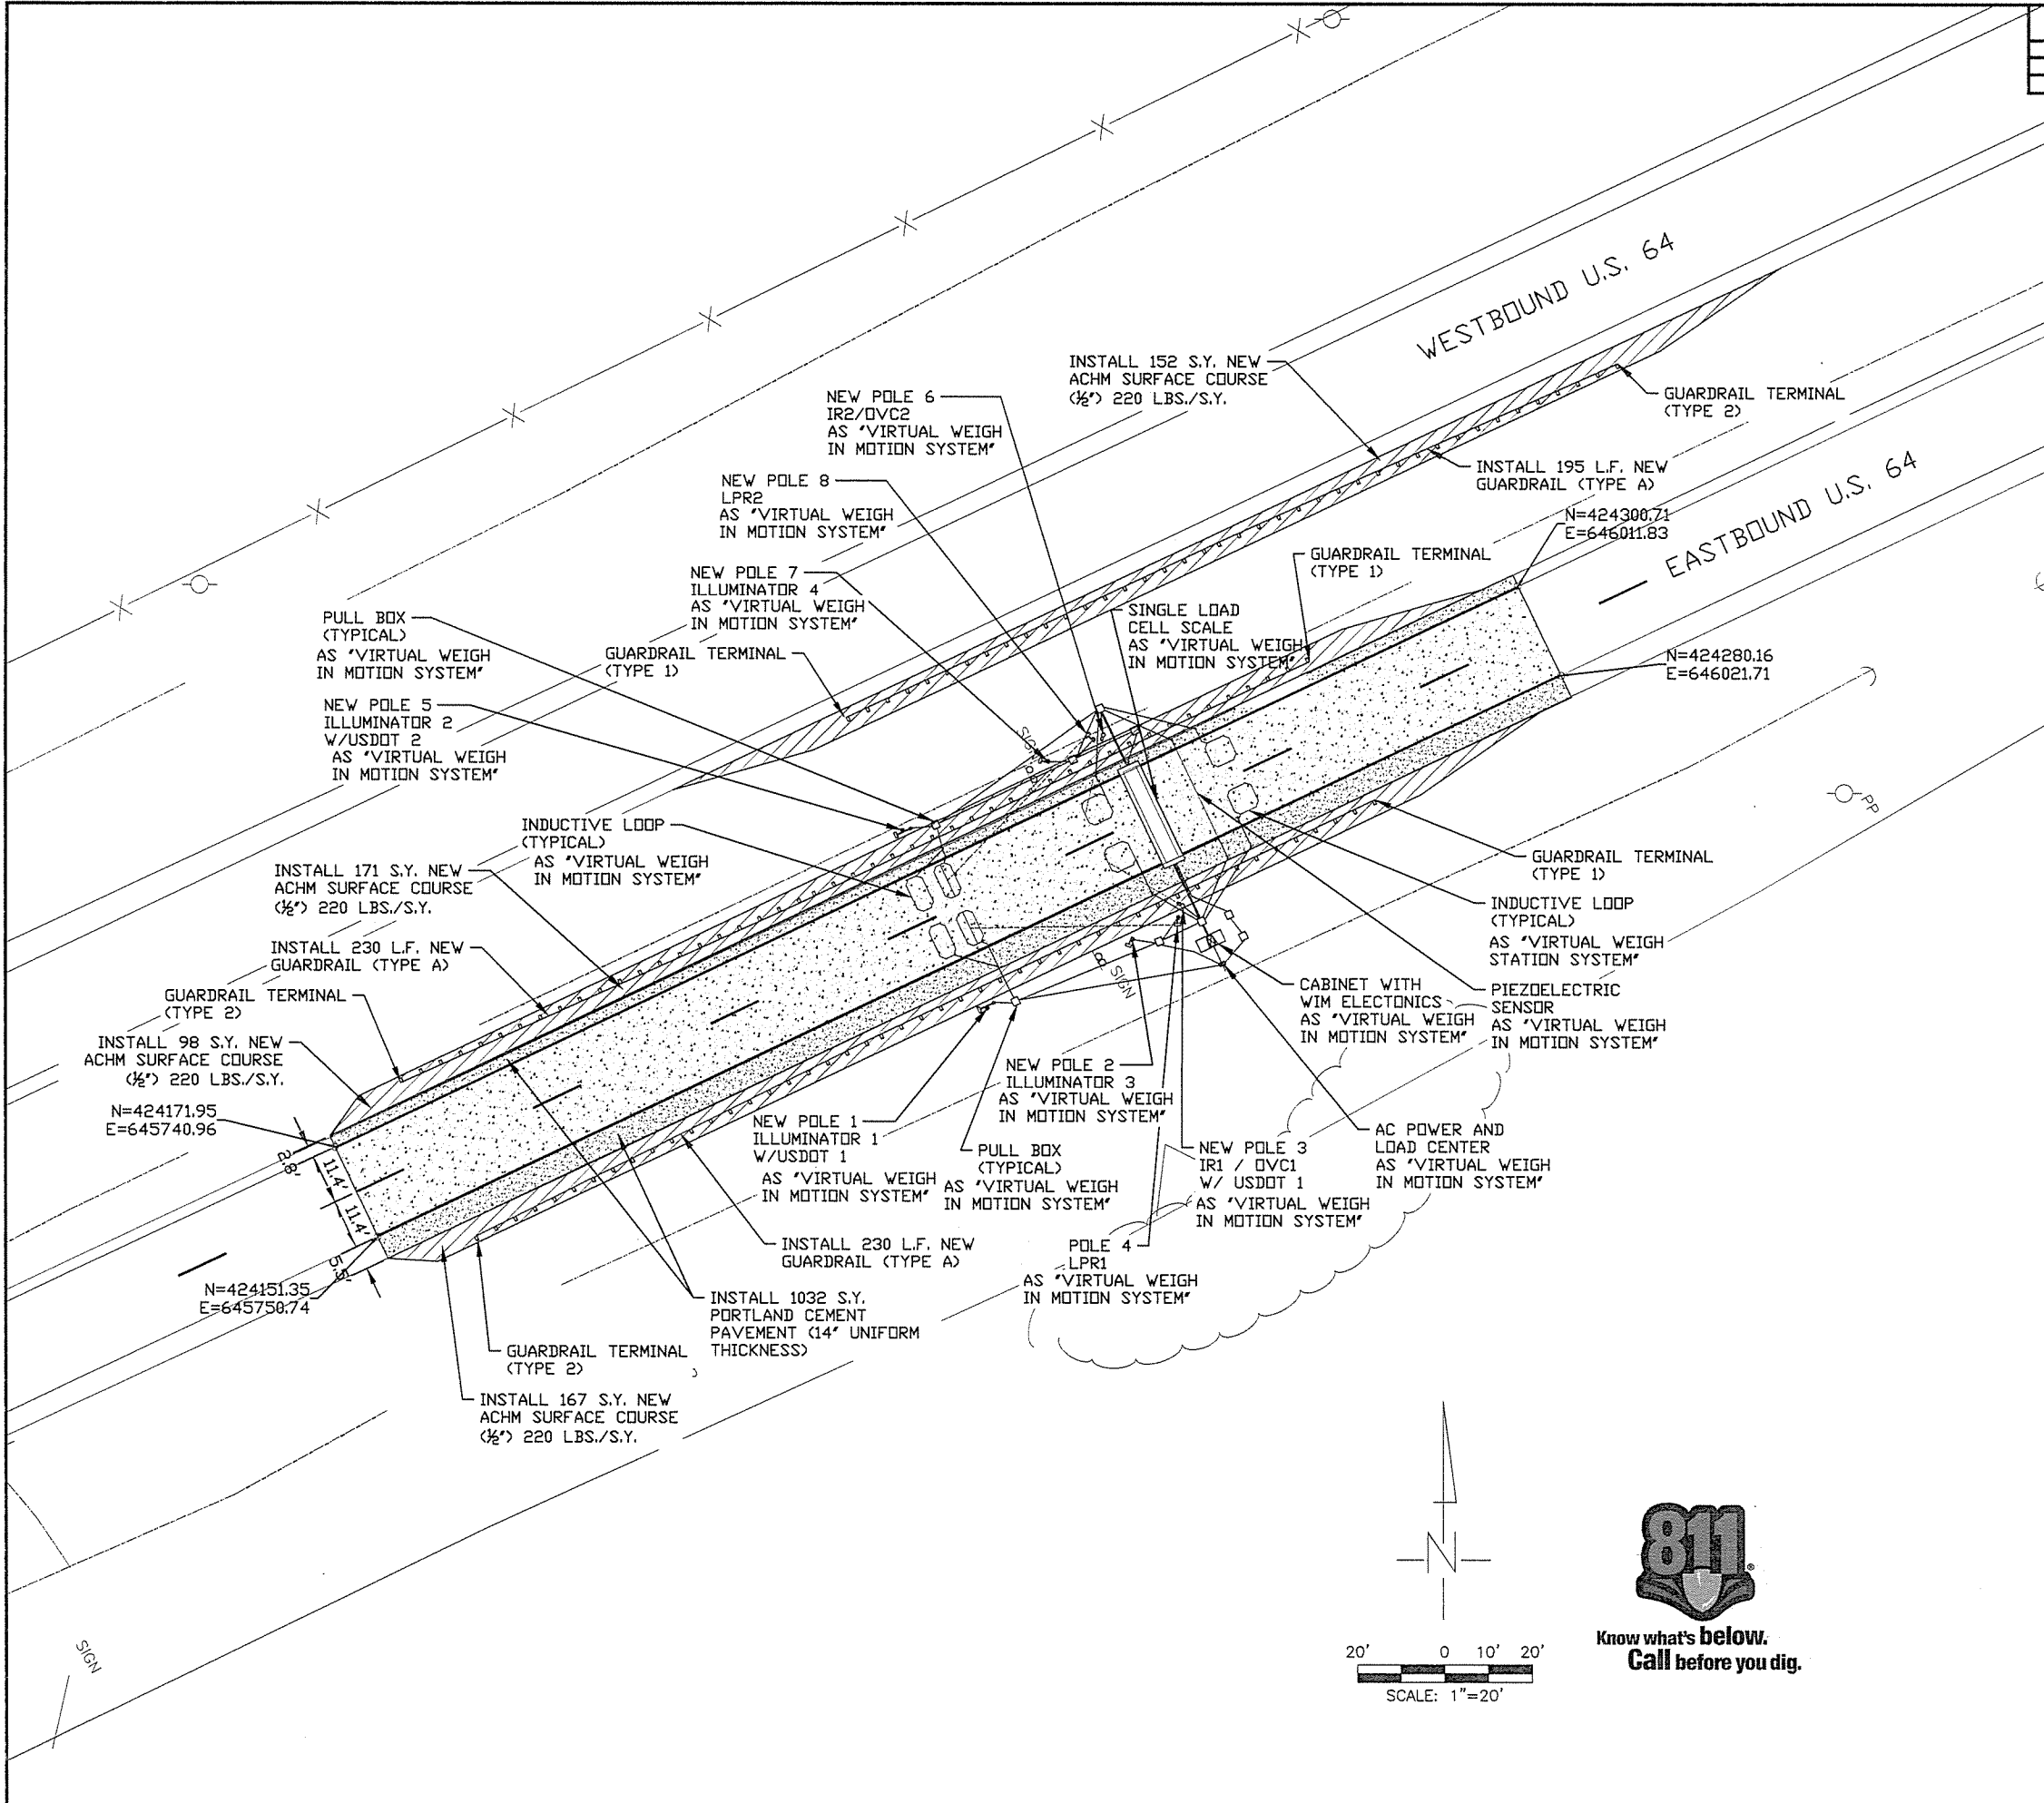 WESTBOUND U.S. 64
INSTALL 152 S.Y. NEW
ACHM SURFACE COURSE
(½") 220 LBS./S.Y.
GUARDRAIL TERMINAL
(TYPE 2)
NEW POLE 6
IR2/OVC2
AS "VIRTUAL WEIGH
IN MOTION SYSTEM"
INSTALL 195 L.F. NEW
GUARDRAIL (TYPE A)
EASTBOUND U.S. 64
NEW POLE 8
LPR2
AS "VIRTUAL WEIGH
IN MOTION SYSTEM"
N=424300.71
E=646011.83
GUARDRAIL TERMINAL
(TYPE 1)
NEW POLE 7
ILLUMINATOR 4
AS "VIRTUAL WEIGH
IN MOTION SYSTEM"
SINGLE LOAD
CELL SCALE
AS "VIRTUAL WEIGH
IN MOTION SYSTEM"
PULL BOX
(TYPICAL)
AS "VIRTUAL WEIGH
IN MOTION SYSTEM"
GUARDRAIL TERMINAL
(TYPE 1)
N=424280.16
E=646021.71
NEW POLE 5
ILLUMINATOR 2
W/USDOT 2
AS "VIRTUAL WEIGH
IN MOTION SYSTEM"
PP
INDUCTIVE LOOP
(TYPICAL)
AS "VIRTUAL WEIGH
IN MOTION SYSTEM"
GUARDRAIL TERMINAL
(TYPE 1)
INSTALL 171 S.Y. NEW
ACHM SURFACE COURSE
(½") 220 LBS./S.Y.
INDUCTIVE LOOP
(TYPICAL)
AS "VIRTUAL WEIGH
STATION SYSTEM"
INSTALL 230 L.F. NEW
GUARDRAIL (TYPE A)
SIGN
CABINET WITH
WIM ELECTONICS
AS "VIRTUAL WEIGH
IN MOTION SYSTEM"
PIEZOELECTRIC
SENSOR
AS "VIRTUAL WEIGH
IN MOTION SYSTEM"
GUARDRAIL TERMINAL
(TYPE 2)
INSTALL 98 S.Y. NEW
ACHM SURFACE COURSE
(½") 220 LBS./S.Y.
NEW POLE 2
ILLUMINATOR 3
AS "VIRTUAL WEIGH
IN MOTION SYSTEM"
N=424171.95
E=645740.96
NEW POLE 1
ILLUMINATOR 1
W/USDOT 1
AS "VIRTUAL WEIGH
IN MOTION SYSTEM"
PULL BOX
(TYPICAL)
AS "VIRTUAL WEIGH
IN MOTION SYSTEM"
NEW POLE 3
IR1 / OVC1
W/ USDOT 1
AS "VIRTUAL WEIGH
IN MOTION SYSTEM"
AC POWER AND
LOAD CENTER
AS "VIRTUAL WEIGH
IN MOTION SYSTEM"
2.8'
11.4'
11.4'
5.5'
INSTALL 230 L.F. NEW
GUARDRAIL (TYPE A)
POLE 4
LPR1
AS "VIRTUAL WEIGH
IN MOTION SYSTEM"
N=424151.35
E=645750.74
INSTALL 1032 S.Y.
PORTLAND CEMENT
PAVEMENT (14" UNIFORM
THICKNESS)
GUARDRAIL TERMINAL
(TYPE 2)
INSTALL 167 S.Y. NEW
ACHM SURFACE COURSE
(½") 220 LBS./S.Y.
N
811
Know what's below.
Call before you dig.
20' 0 10' 20'
SCALE: 1"=20'
SIGN